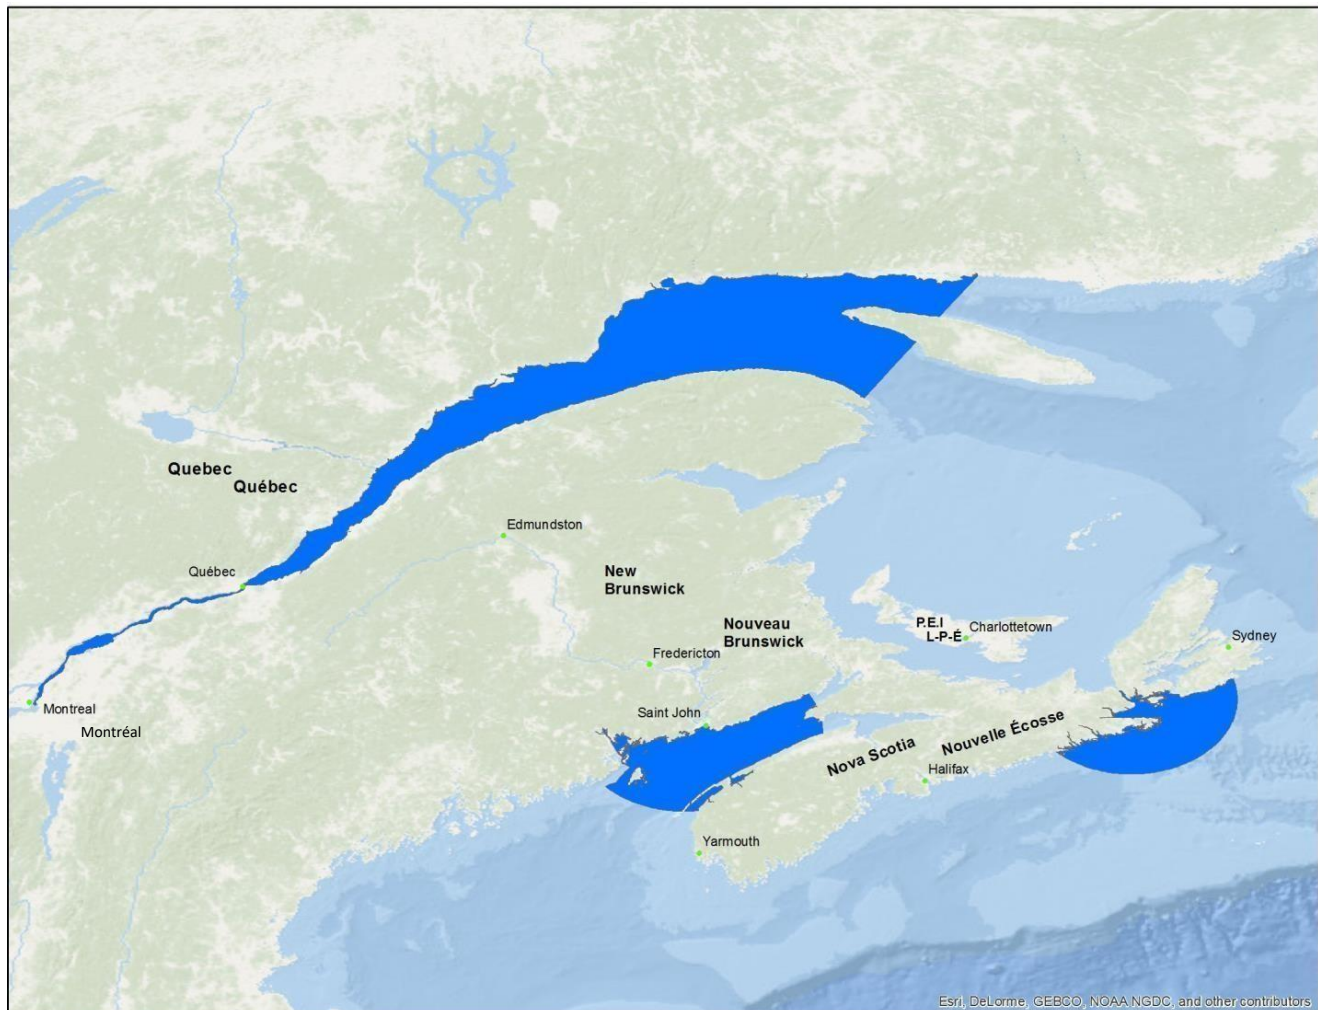 Quebec
Québec
Edmundston
Québec
New
Brunswick
Nouveau
Brunswick
P.E.I
L-P-É
Charlottetown
Sydney
Fredericton
Montreal
Montréal
Saint John
Nova Scotia
Nouvelle Écosse
Halifax
Yarmouth
Esri, DeLorme, GEBCO, NOAA NGDC, and other contributors